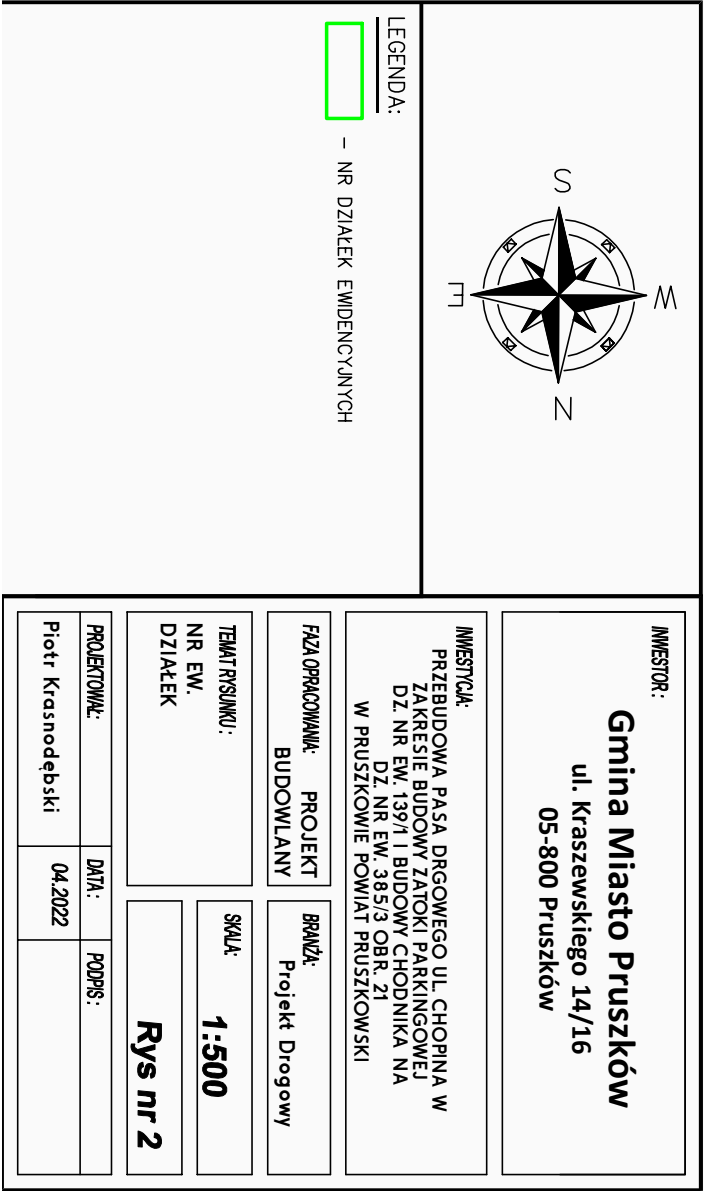 S
W
E
N
LEGENDA:
- NR DZIAŁEK EWIDENCYJNYCH
INWESTOR:
Gmina Miasto Pruszków
ul. Kraszewskiego 14/16
05-800 Pruszków
INWESTYCJA:
PRZEBUDOWA PASA DRGOWEGO UL. CHOPINA W
ZAKRESIE BUDOWY ZATOKI PARKINGOWEJ
DZ. NR EW. 139/1 I BUDOWY CHODNIKA NA
DZ. NR EW. 385/3 OBR. 21
W PRUSZKOWIE POWIAT PRUSZKOWSKI
FAZA OPRACOWANIA: PROJEKT
BUDOWLANY
BRANŻA:
Projekt Drogowy
TEMAT RYSUNKU:
NR EW.
DZIAŁEK
SKALA:
1:500
Rys nr 2
PROJEKTOWAŁ: DATA: PODPIS:
Piotr Krasnodębski 04.2022